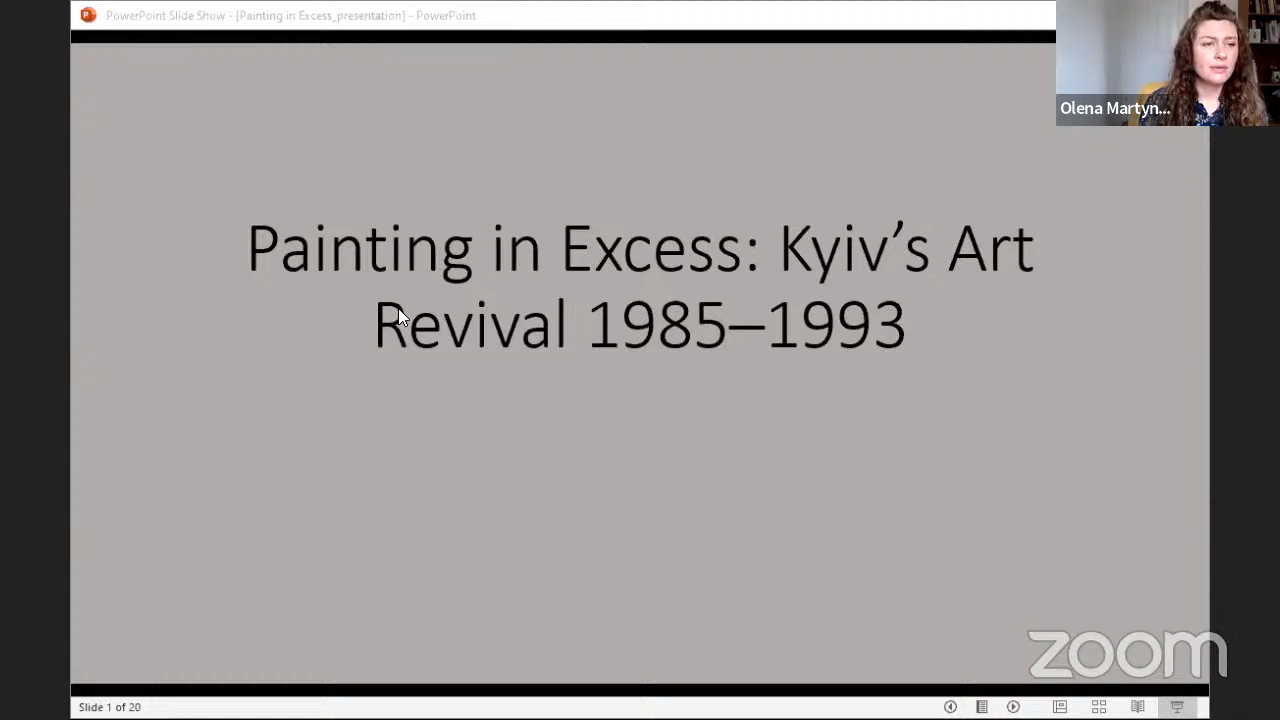 PowerPoint Slide Show - [Painting in Excess_presentation] - PowerPoint
Olena Martyn...
Painting in Excess: Kyiv’s Art
Revival 1985–1993
zoom
Slide 1 of 20